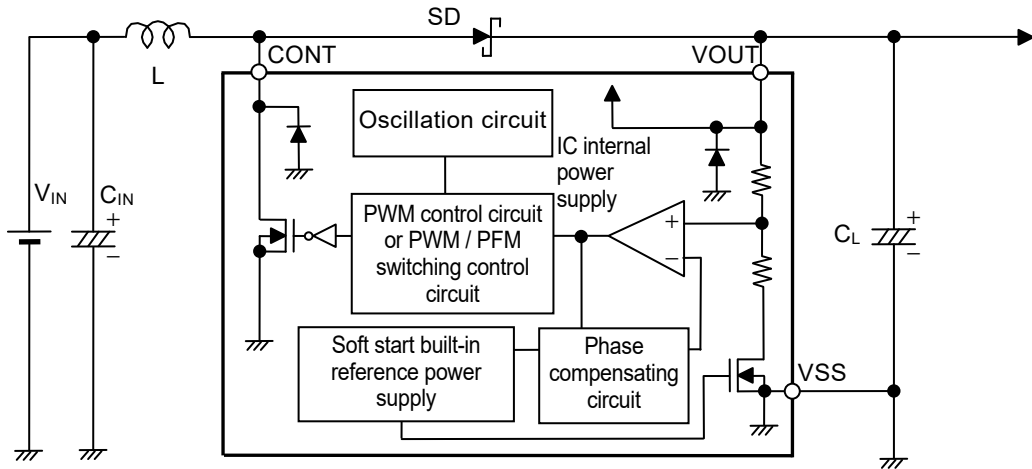 SD
CONT
VOUT
L
Oscillation circuit
IC internal
power
supply
VIN
CIN
+
−
PWM control circuit
or PWM / PFM
switching control
circuit
+
−
CL
+
−
Soft start built-in
reference power
supply
Phase
compensating
circuit
VSS